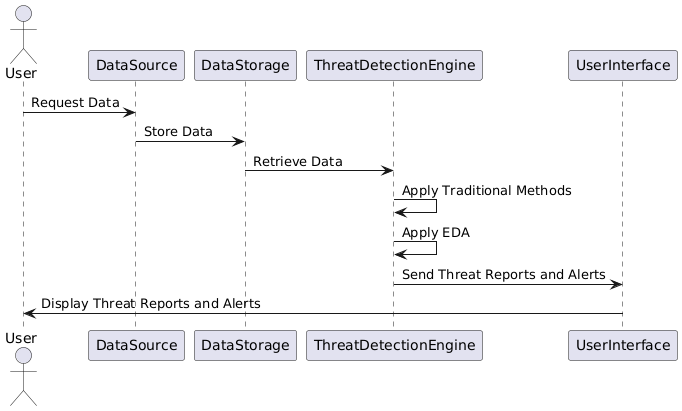 User
DataSource
DataStorage
ThreatDetectionEngine
UserInterface
Request Data
Store Data
Retrieve Data
Apply Traditional Methods
Apply EDA
Send Threat Reports and Alerts
Display Threat Reports and Alerts
User
DataSource
DataStorage
ThreatDetectionEngine
UserInterface